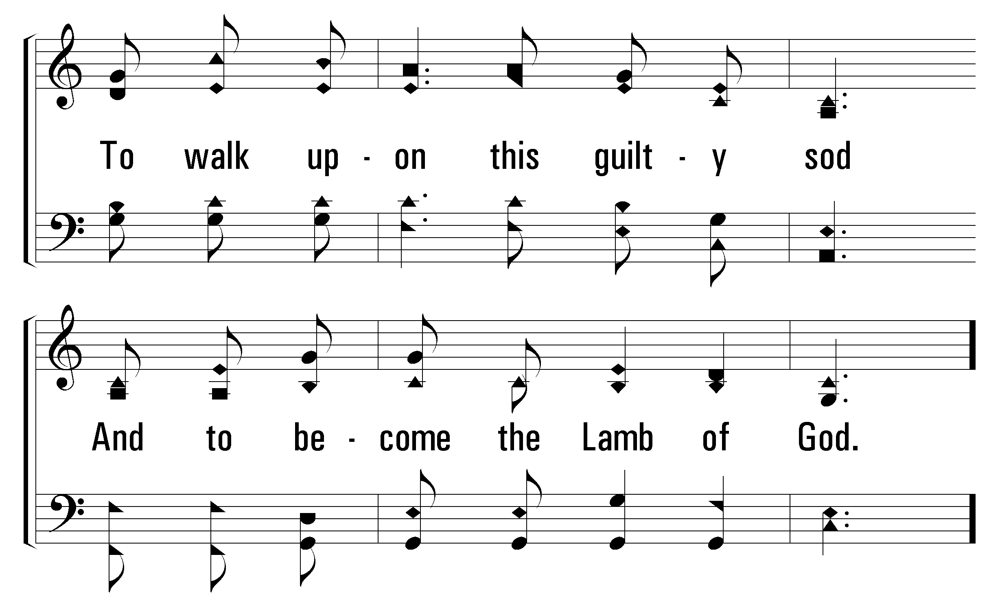 To walk up - on this guilt - y sod
And to be - come the Lamb of God.